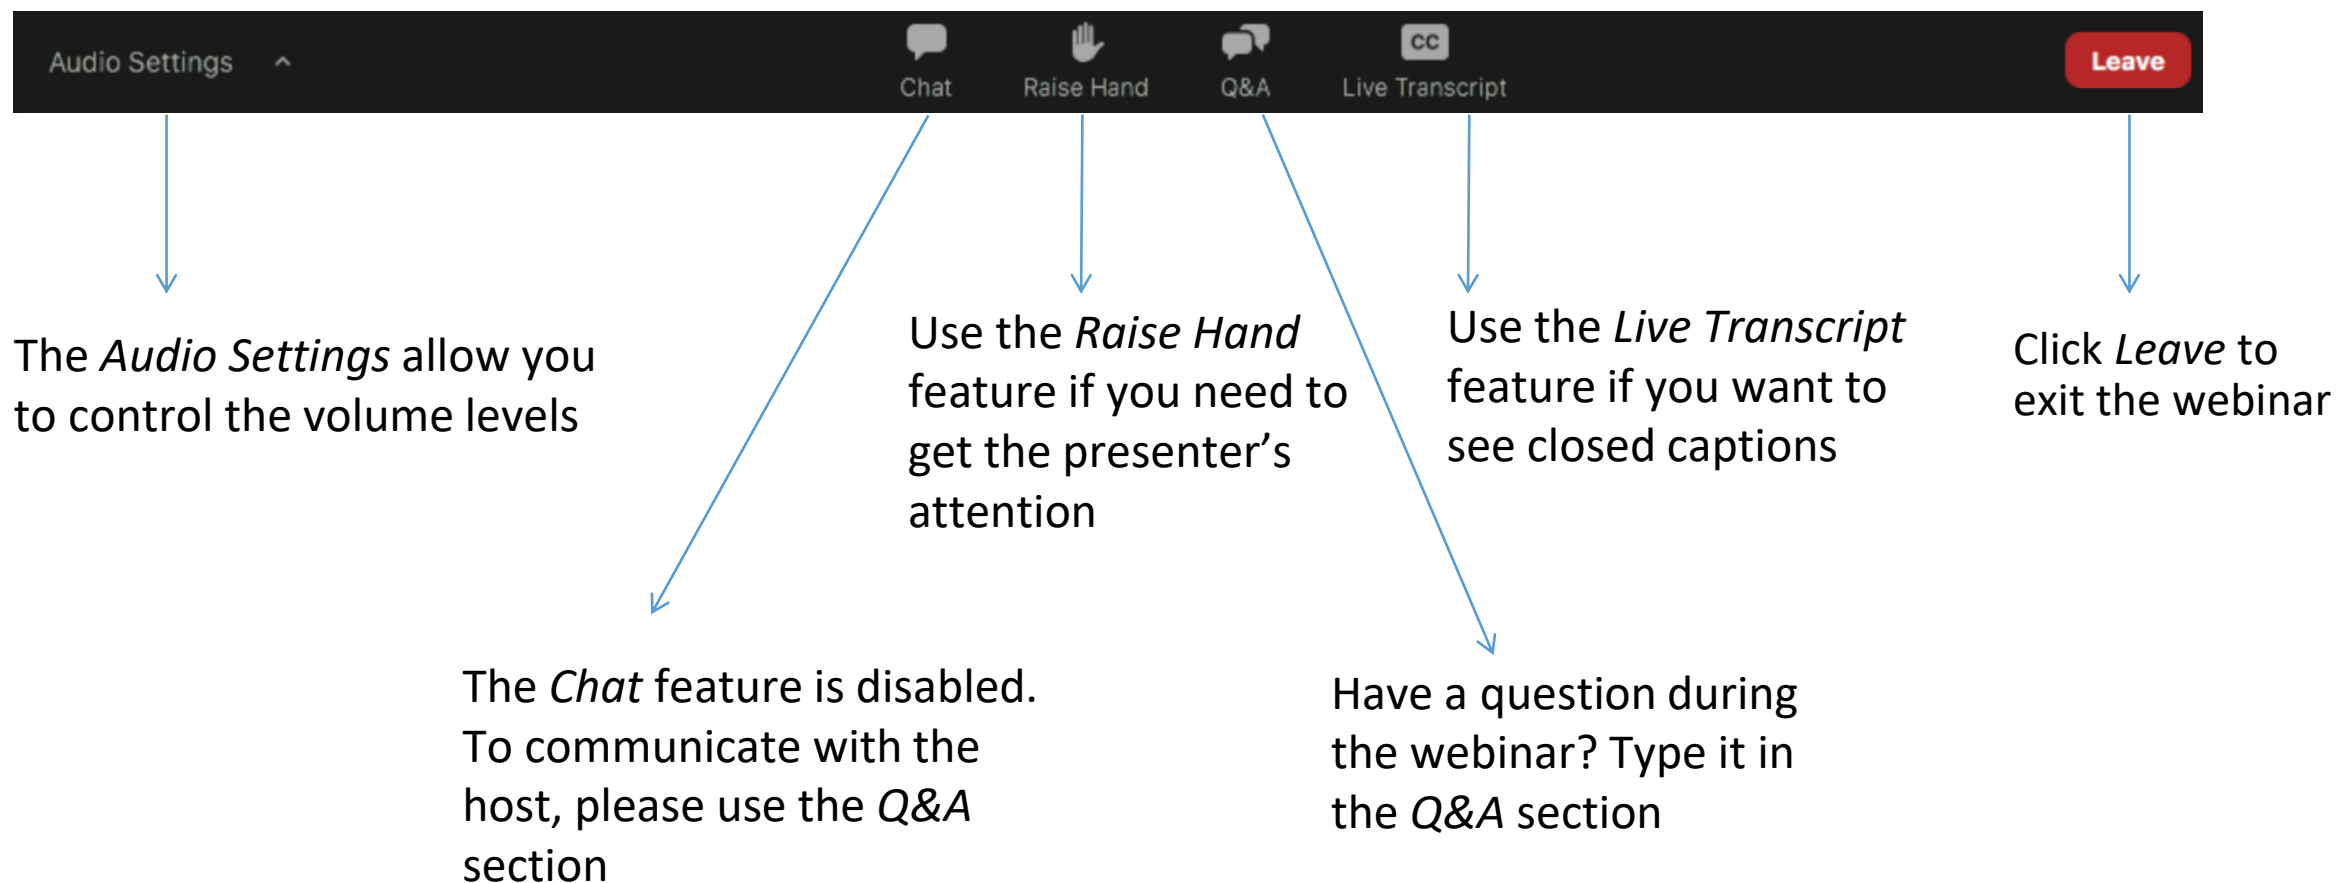 Audio Settings
CC
Leave
Chat
Raise Hand
Q&A
Live Transcript
The Audio Settings allow you
to control the volume levels
Use the Raise Hand
feature if you need to
get the presenter’s
attention
Use the Live Transcript
feature if you want to
see closed captions
Click Leave to
exit the webinar
The Chat feature is disabled.
To communicate with the
host, please use the Q&A
section
Have a question during
the webinar? Type it in
the Q&A section